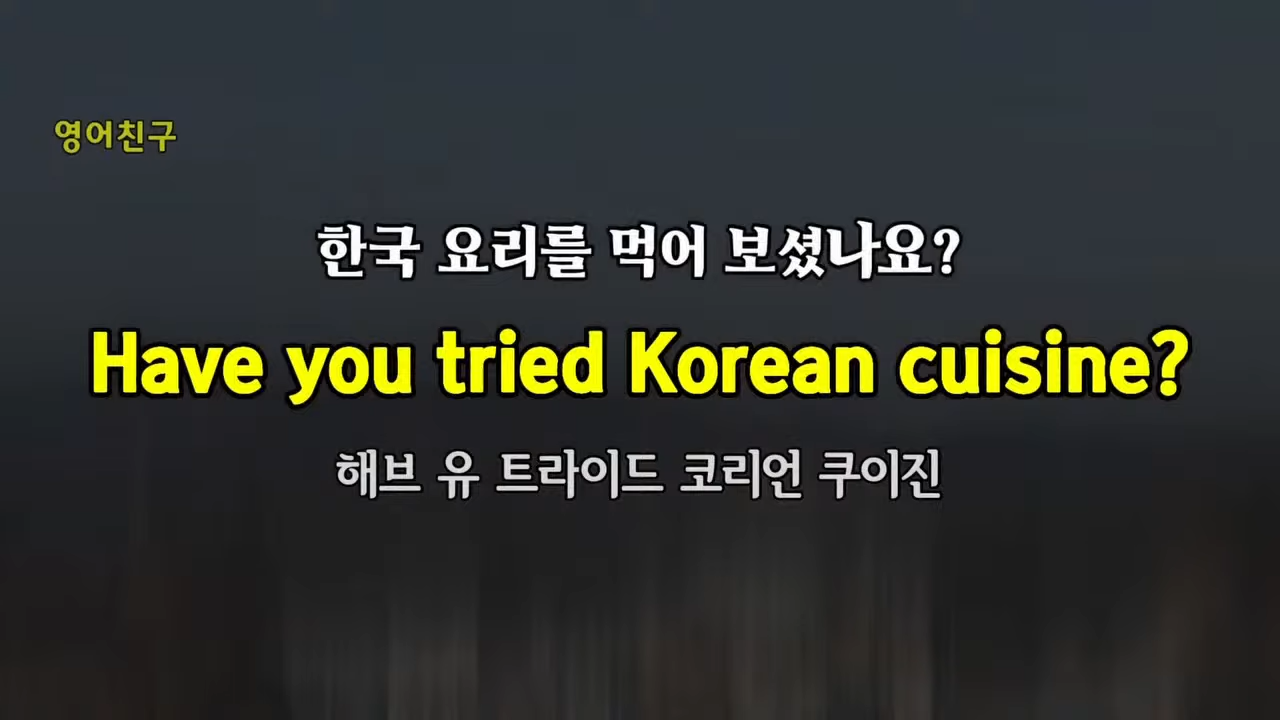 영어친구
한국 요리를 먹어 보셨나요?
Have you tried Korean cuisine?
해브 유 트라이드 코리언 쿠이진